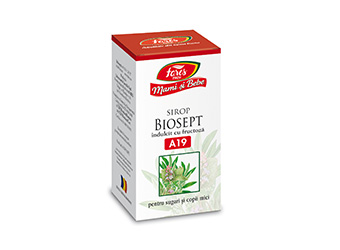 Fares
Mami și Bebe
SIROP
BIOSEPT
îndulcit cu fructoză
A19
pentru sugari și copii mici